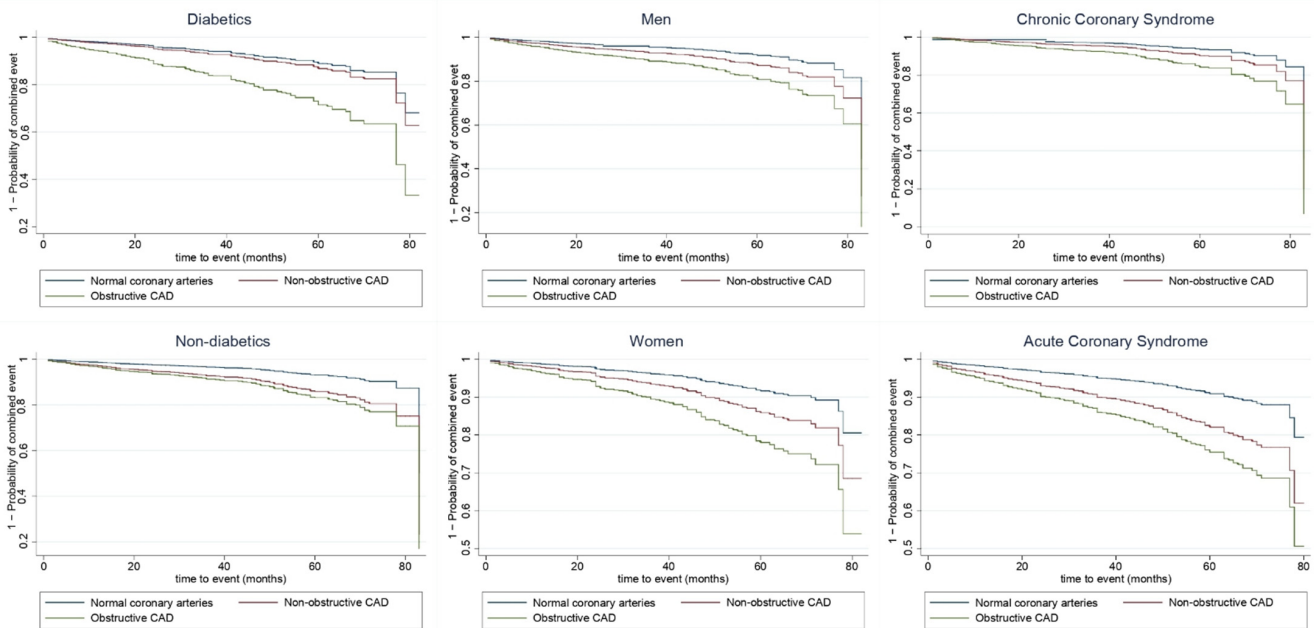 Diabetics
1 − Probability of combined evet
1
0.8
0.6
0.4
0.2
0 20 40 60 80
time to event (months)
Normal coronary arteries Non-obstructive CAD
Obstructive CAD
Men
1 − Probability of combined evet
1
0.8
0.6
0.4
0.2
0 20 40 60 80
time to event (months)
Normal coronary arteries Non-obstructive CAD
Obstructive CAD
Chronic Coronary Syndrome
1 − Probability of combined evet
1
0.8
0.6
0.4
0.2
0
0 20 40 60 80
time to event (months)
Normal coronary arteries Non-obstructive CAD
Obstructive CAD
Non-diabetics
1 − Probability of combined event
1
0.8
0.6
0.4
0.2
0 20 40 60 80
time to event (months)
Normal coronary arteries Non-obstructive CAD
Obstructive CAD
Women
1 − Probability of combined event
1
0.9
0.8
0.7
0.6
0.5
0 20 40 60 80
time to event (months)
Normal coronary arteries Non-obstructive CAD
Obstructive CAD
Acute Coronary Syndrome
1 − Probability of combined event
1
0.9
0.8
0.7
0.6
0.5
0 20 40 60 80
time to event (months)
Normal coronary arteries Non-obstructive CAD
Obstructive CAD